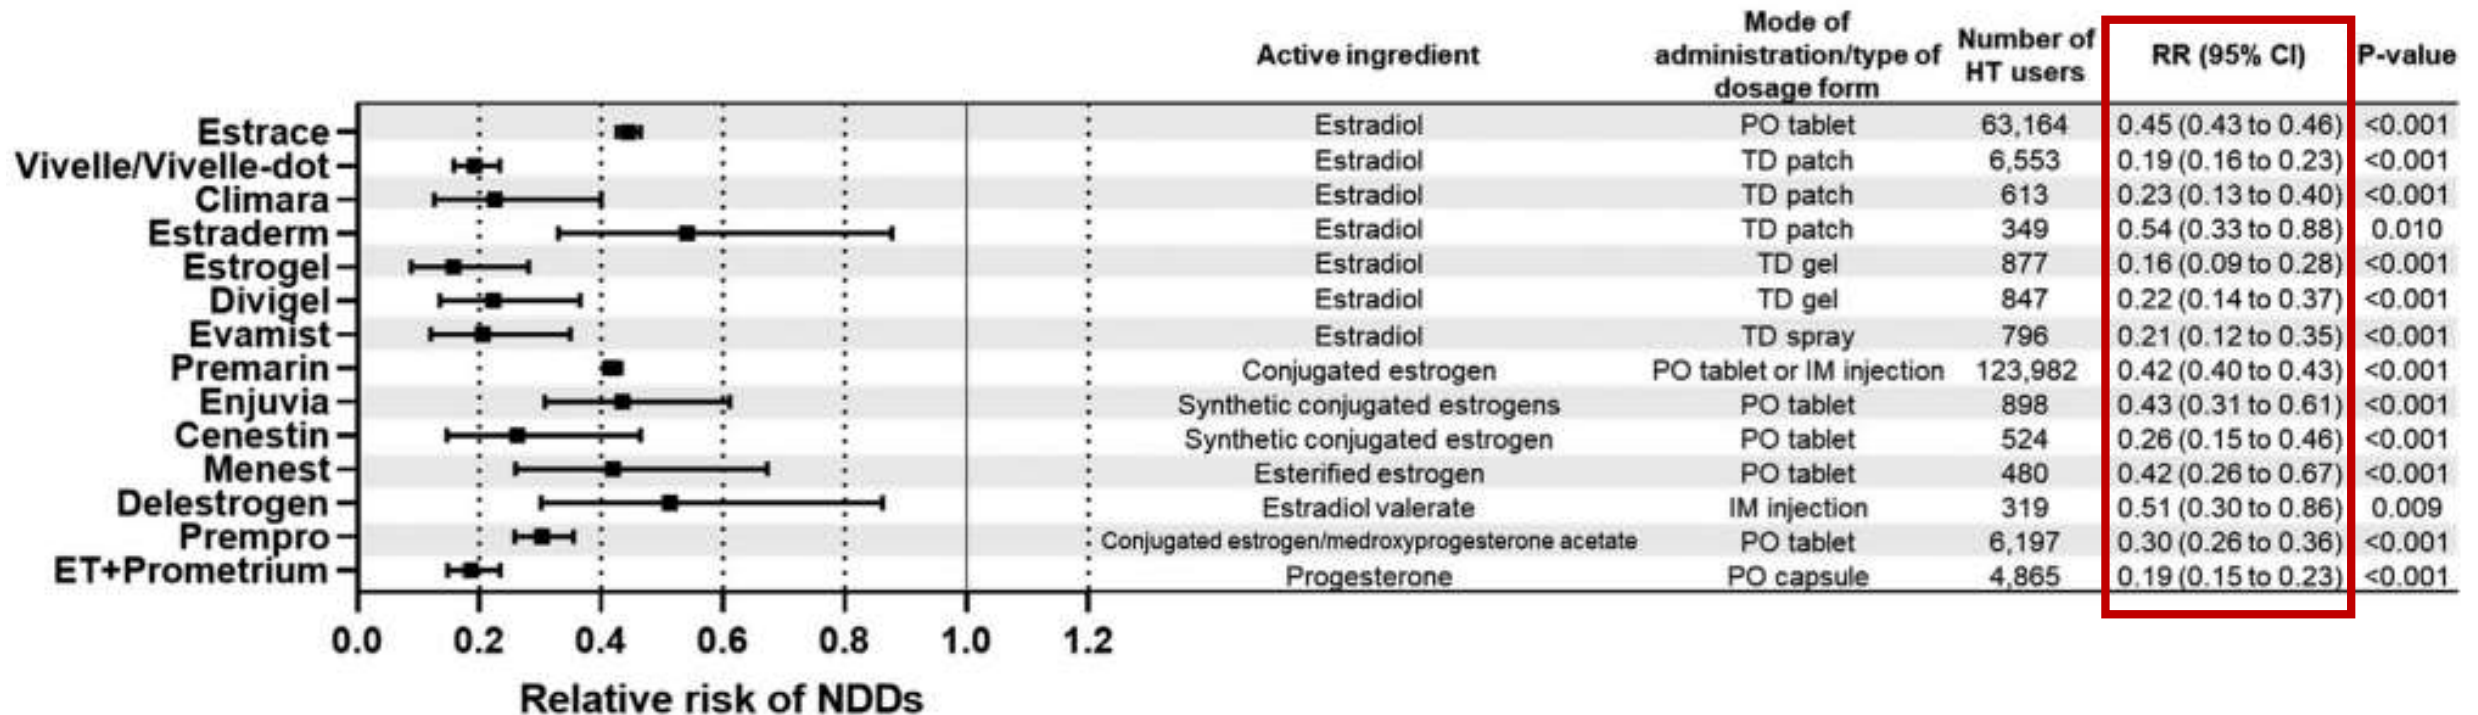 Active ingredient
Mode of
administration/type of
dosage form
Number of
HT users
RR (95% CI)
P-value
Estrace Estradiol PO tablet 63,164 0.45 (0.43 to 0.46) <0.001
Vivelle/Vivelle-dot Estradiol TD patch 6,553 0.19 (0.16 to 0.23) <0.001
Climara Estradiol TD patch 613 0.23 (0.13 to 0.40) <0.001
Estraderm Estradiol TD patch 349 0.54 (0.33 to 0.88) 0.010
Estrogel Estradiol TD gel 877 0.16 (0.09 to 0.28) <0.001
Divigel Estradiol TD gel 847 0.22 (0.14 to 0.37) <0.001
Evamist Estradiol TD spray 796 0.21 (0.12 to 0.35) <0.001
Premarin Conjugated estrogen PO tablet or IM injection 123,982 0.42 (0.40 to 0.43) <0.001
Enjuvia Synthetic conjugated estrogens PO tablet 898 0.43 (0.31 to 0.61) <0.001
Cenestin Synthetic conjugated estrogen PO tablet 524 0.26 (0.15 to 0.46) <0.001
Menest Esterified estrogen PO tablet 480 0.42 (0.26 to 0.67) <0.001
Delestrogen Estradiol valerate IM injection 319 0.51 (0.30 to 0.86) 0.009
Prempro Conjugated estrogen/medroxyprogesterone acetate PO tablet 6,197 0.30 (0.26 to 0.36) <0.001
ET+Prometrium Progesterone PO capsule 4,865 0.19 (0.15 to 0.23) <0.001
0.0 0.2 0.4 0.6 0.8 1.0 1.2
Relative risk of NDDs